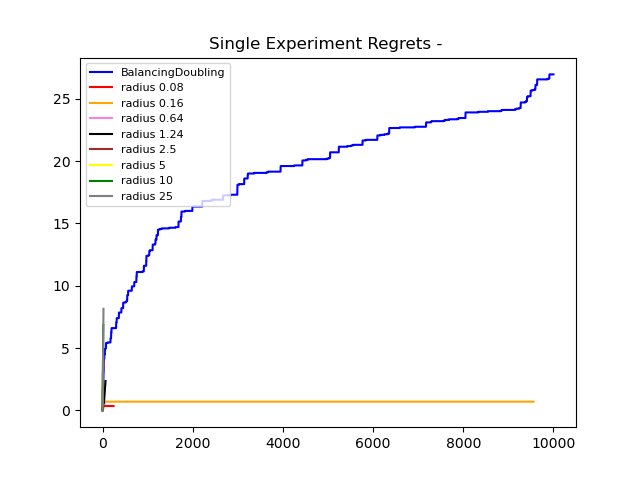 Single Experiment Regrets -
BalancingDoubling
radius 0.08
radius 0.16
radius 0.64
radius 1.24
radius 2.5
radius 5
radius 10
radius 25
25
20
15
10
5
0
0 2000 4000 6000 8000 10000